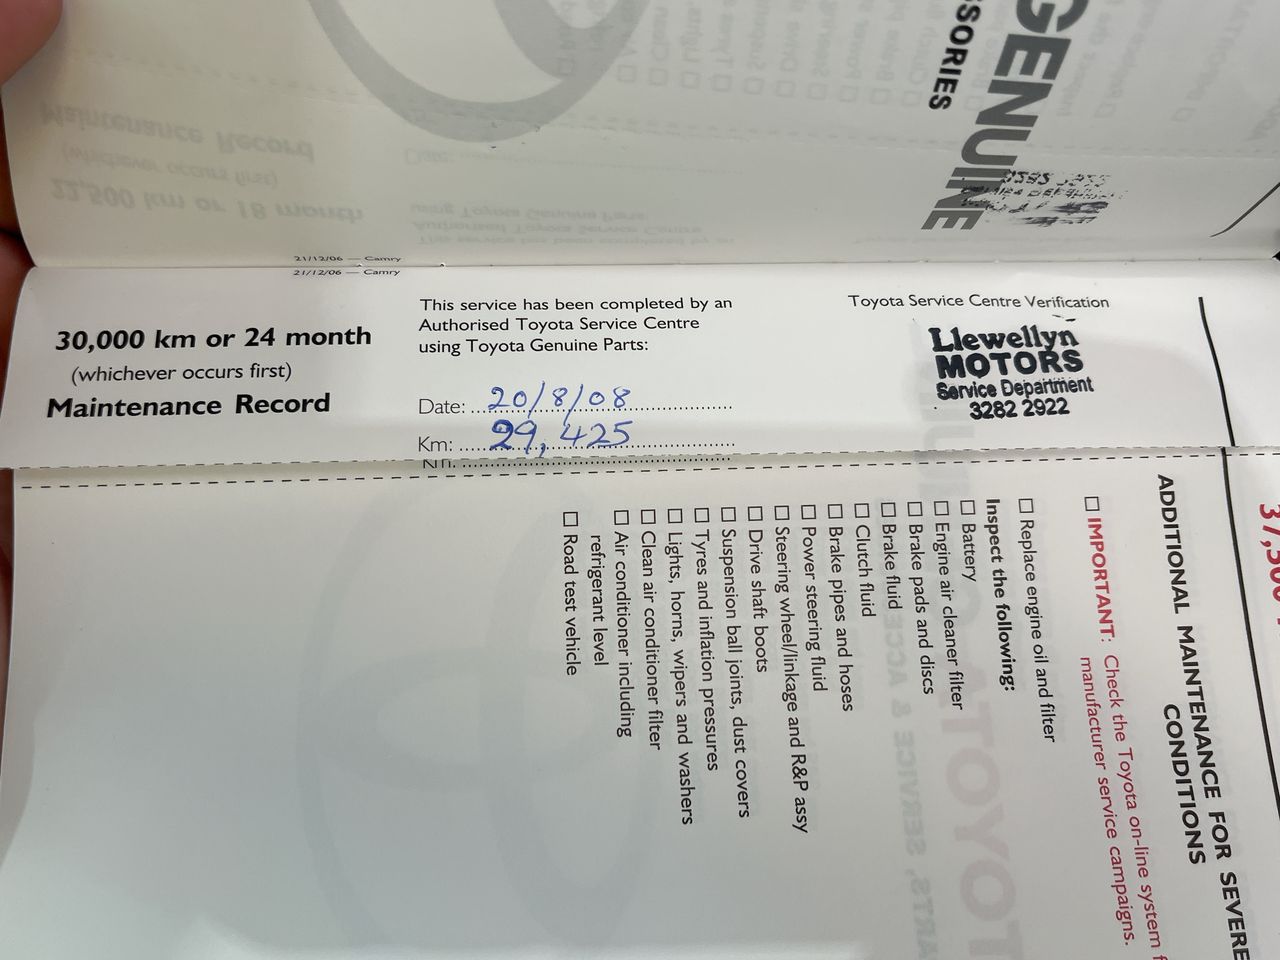 GENUINE
SSORIES
21/12/06 — Camry
21/12/06 — Camry
30,000 km or 24 month
(whichever occurs first)
Maintenance Record
This service has been completed by an
Authorised Toyota Service Centre
using Toyota Genuine Parts:
Date: 20/8/08
Km: 29,425
Toyota Service Centre Verification
Llewellyn
MOTORS
Service Department
3282 2922
ADDITIONAL MAINTENANCE FOR SEVERE
CONDITIONS
☐ IMPORTANT: Check the Toyota on-line system f
manufacturer service campaigns.
☐ Replace engine oil and filter
Inspect the following:
☐ Battery
☐ Engine air cleaner filter
☐ Brake pads and discs
☐ Brake fluid
☐ Clutch fluid
☐ Brake pipes and hoses
☐ Power steering fluid
☐ Steering wheel/linkage and R&P assy
☐ Drive shaft boots
☐ Suspension ball joints, dust covers
☐ Tyres and inflation pressures
☐ Lights, horns, wipers and washers
☐ Clean air conditioner filter
☐ Air conditioner including
refrigerant level
☐ Road test vehicle